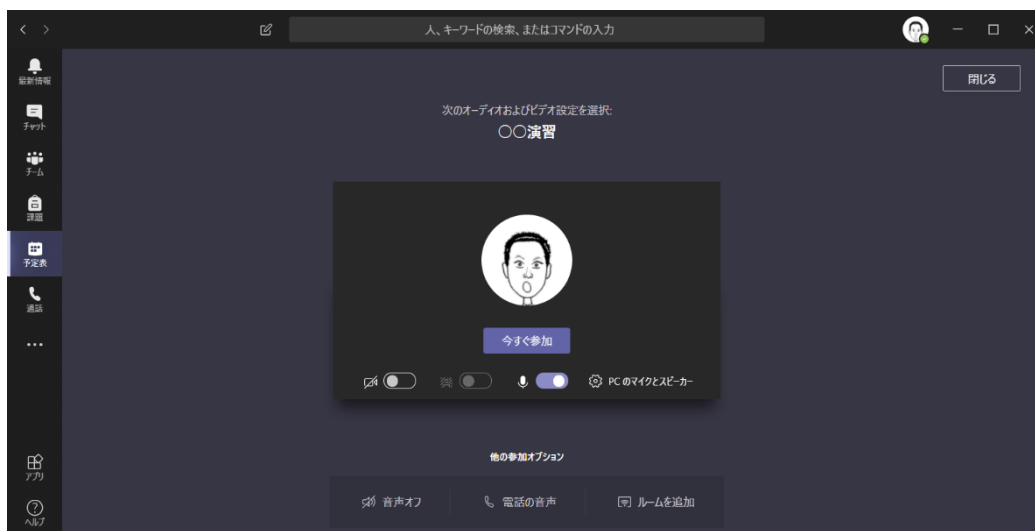 人、キーワードの検索、またはコマンドの入力
最新情報
チャット
チーム
課題
予定表
通話
アプリ
ヘルプ
閉じる
次のオーディオおよびビデオ設定を選択:
〇〇演習
今すぐ参加
PC のマイクとスピーカー
他の参加オプション
音声オフ
電話の音声
ルームを追加